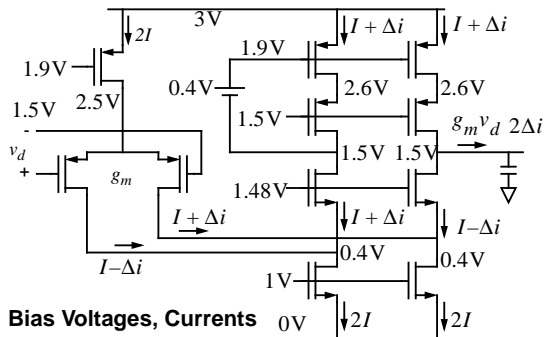 3V
2I
I + Δi
I + Δi
1.9V
1.9V
2.5V
0.4V
2.6V
2.6V
1.5V
-
1.5V
g_m v_d 2Δi
v_d
+
g_m
1.5V
1.5V
1.48V
I + Δi
I + Δi
I–Δi
I–Δi
0.4V
0.4V
1V
Bias Voltages, Currents
0V
2I
2I